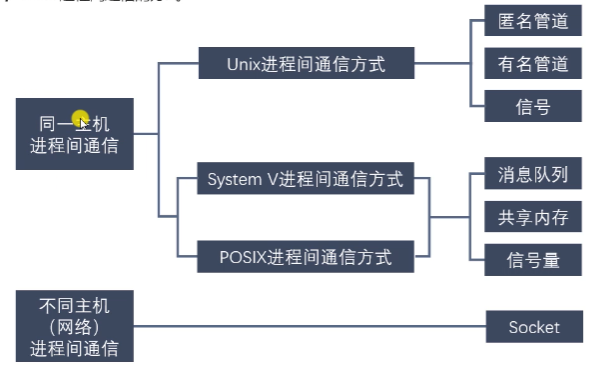 同一主机
进程间通信
Unix进程间通信方式
匿名管道
有名管道
信号
System V进程间通信方式
POSIX进程间通信方式
消息队列
共享内存
信号量
不同主机
（网络）
进程间通信
Socket